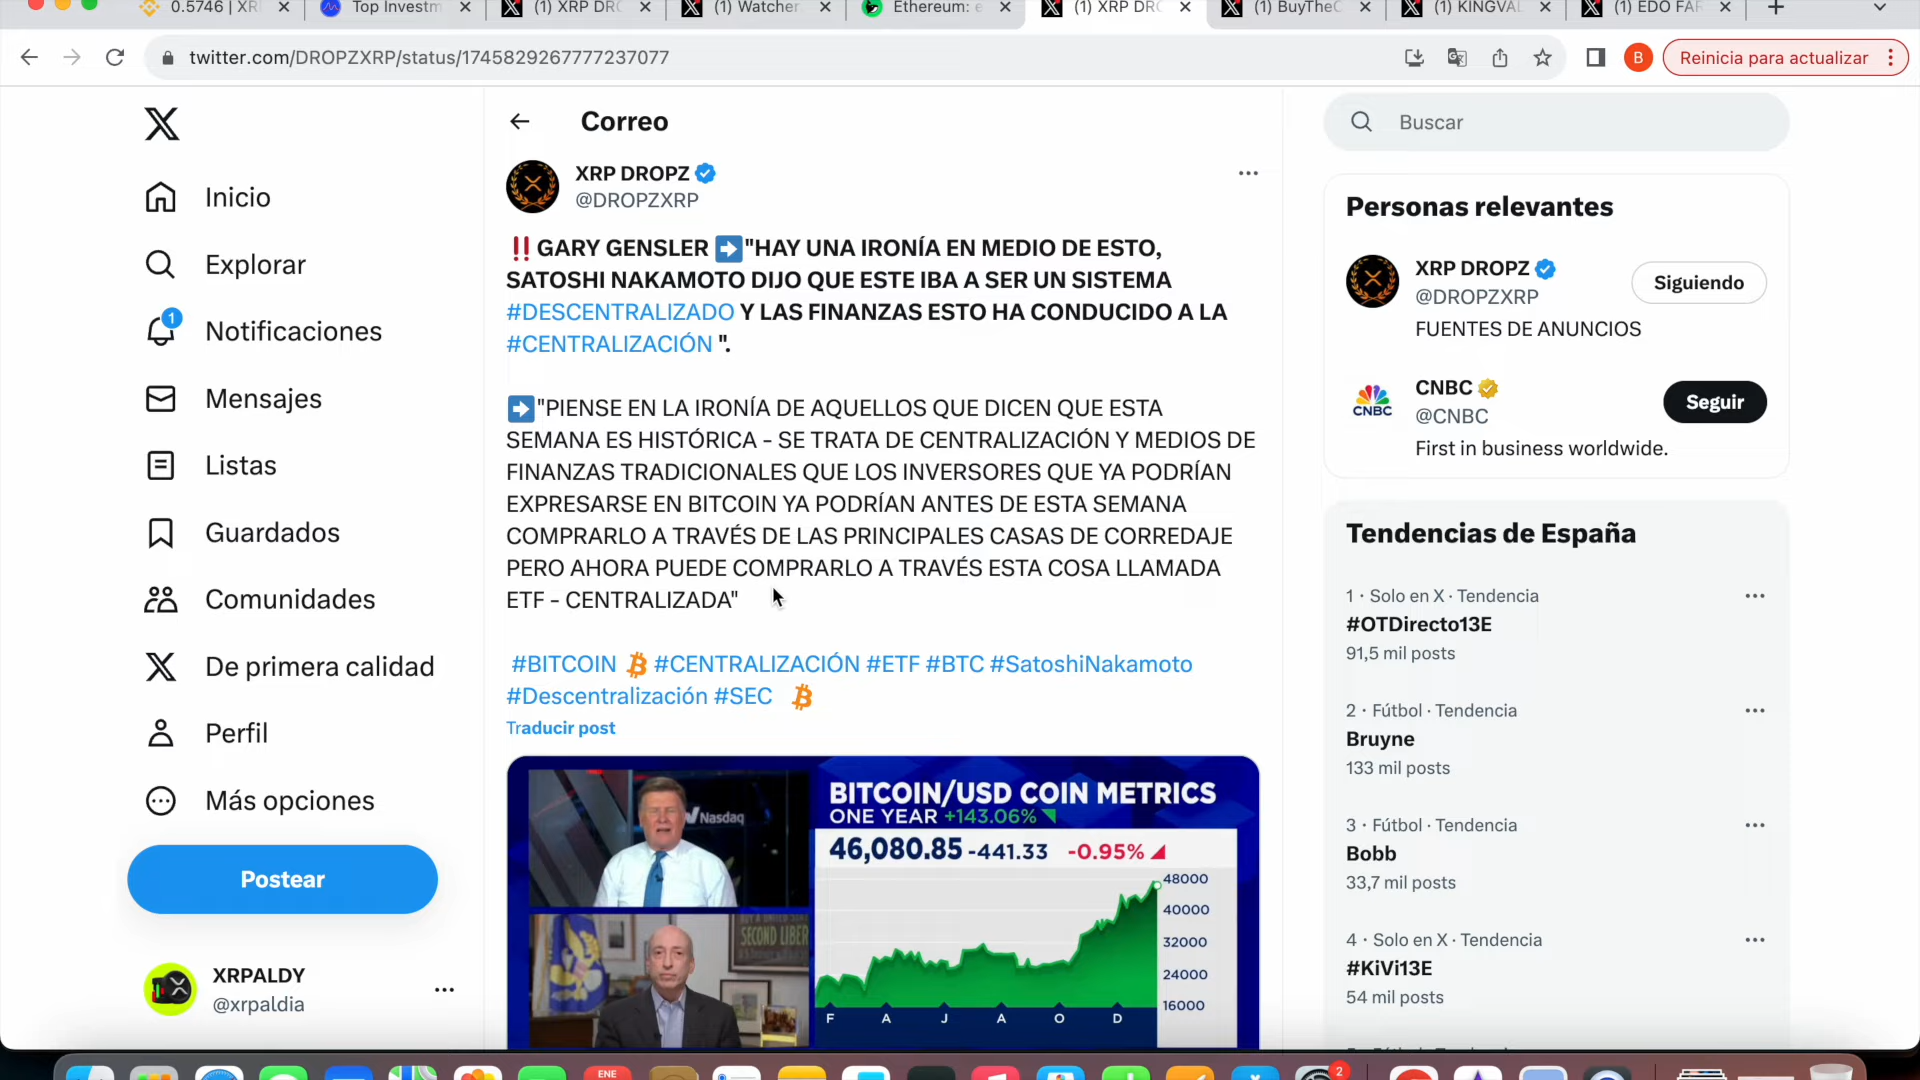 0.5746 | XRI
Top Investm
(1) XRP DRO
(1) Watcher
Ethereum: e
(1) XRP DRO
(1) BuyTheC
(1) KINGVAL
(1) EDO FAR
twitter.com/DROPZXRP/status/1745829267777237077
B
Reinicia para actualizar
Inicio
Explorar
1
Notificaciones
Mensajes
Listas
Guardados
Comunidades
De primera calidad
Perfil
Más opciones
Postear
XRPALDY
@xrpaldia
Correo
XRP DROPZ
@DROPZXRP
‼️GARY GENSLER ➡️"HAY UNA IRONÍA EN MEDIO DE ESTO,
SATOSHI NAKAMOTO DIJO QUE ESTE IBA A SER UN SISTEMA
#DESCENTRALIZADO Y LAS FINANZAS ESTO HA CONDUCIDO A LA
#CENTRALIZACIÓN ".
➡️"PIENSE EN LA IRONÍA DE AQUELLOS QUE DICEN QUE ESTA
SEMANA ES HISTÓRICA - SE TRATA DE CENTRALIZACIÓN Y MEDIOS DE
FINANZAS TRADICIONALES QUE LOS INVERSORES QUE YA PODRÍAN
EXPRESARSE EN BITCOIN YA PODRÍAN ANTES DE ESTA SEMANA
COMPRARLO A TRAVÉS DE LAS PRINCIPALES CASAS DE CORREDAJE
PERO AHORA PUEDE COMPRARLO A TRAVÉS ESTA COSA LLAMADA
ETF - CENTRALIZADA"
#BITCOIN #CENTRALIZACIÓN #ETF #BTC #SatoshiNakamoto
#Descentralización #SEC
Traducir post
Nasdaq
SECOND LIBER
BITCOIN/USD COIN METRICS
ONE YEAR +143.06%
46,080.85 -441.33 -0.95%
48000
40000
32000
24000
16000
F A J A O D
Buscar
Personas relevantes
XRP DROPZ
@DROPZXRP
Siguiendo
FUENTES DE ANUNCIOS
CNBC
CNBC
@CNBC
Seguir
First in business worldwide.
Tendencias de España
1 · Solo en X · Tendencia
#OTDirecto13E
91,5 mil posts
2 · Fútbol · Tendencia
Bruyne
133 mil posts
3 · Fútbol · Tendencia
Bobb
33,7 mil posts
4 · Solo en X · Tendencia
#KiVi13E
54 mil posts
ENE
2